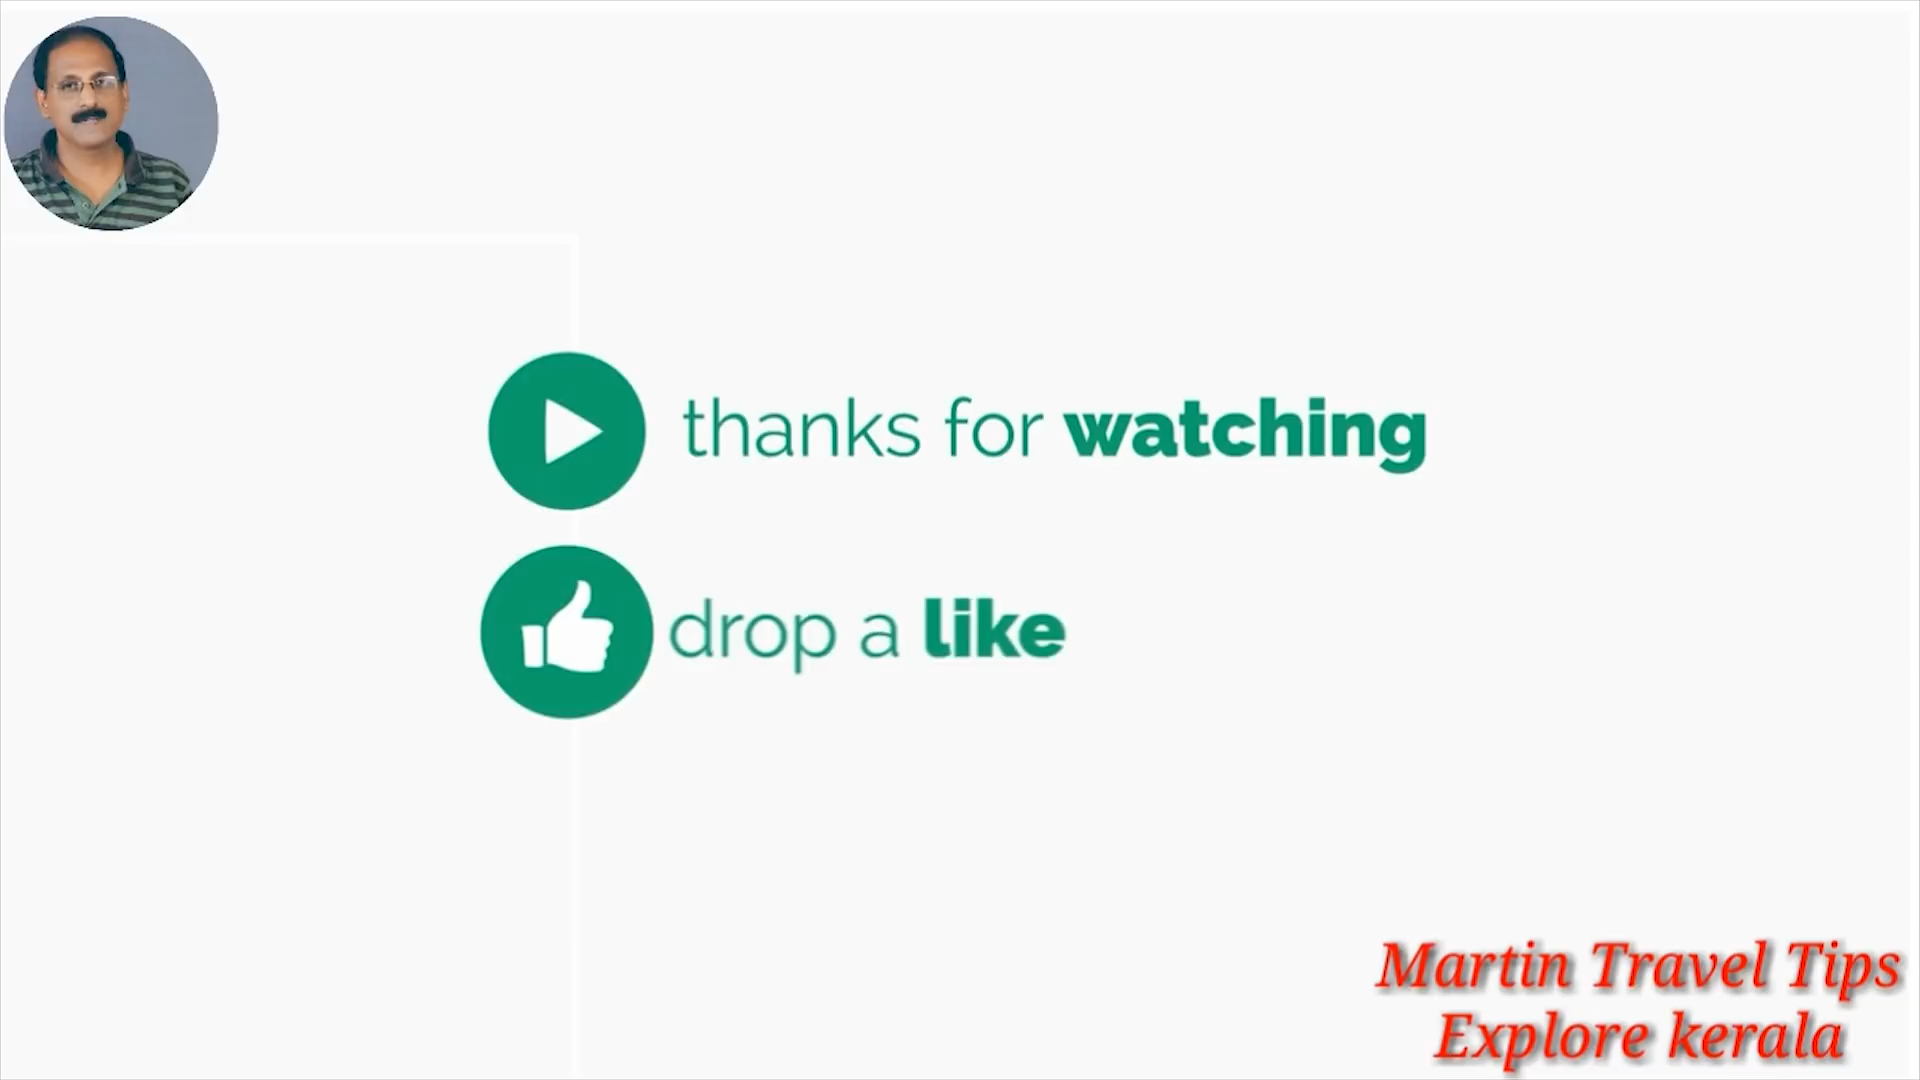 thanks for watching
drop a like
Martin Travel Tips
Explore kerala